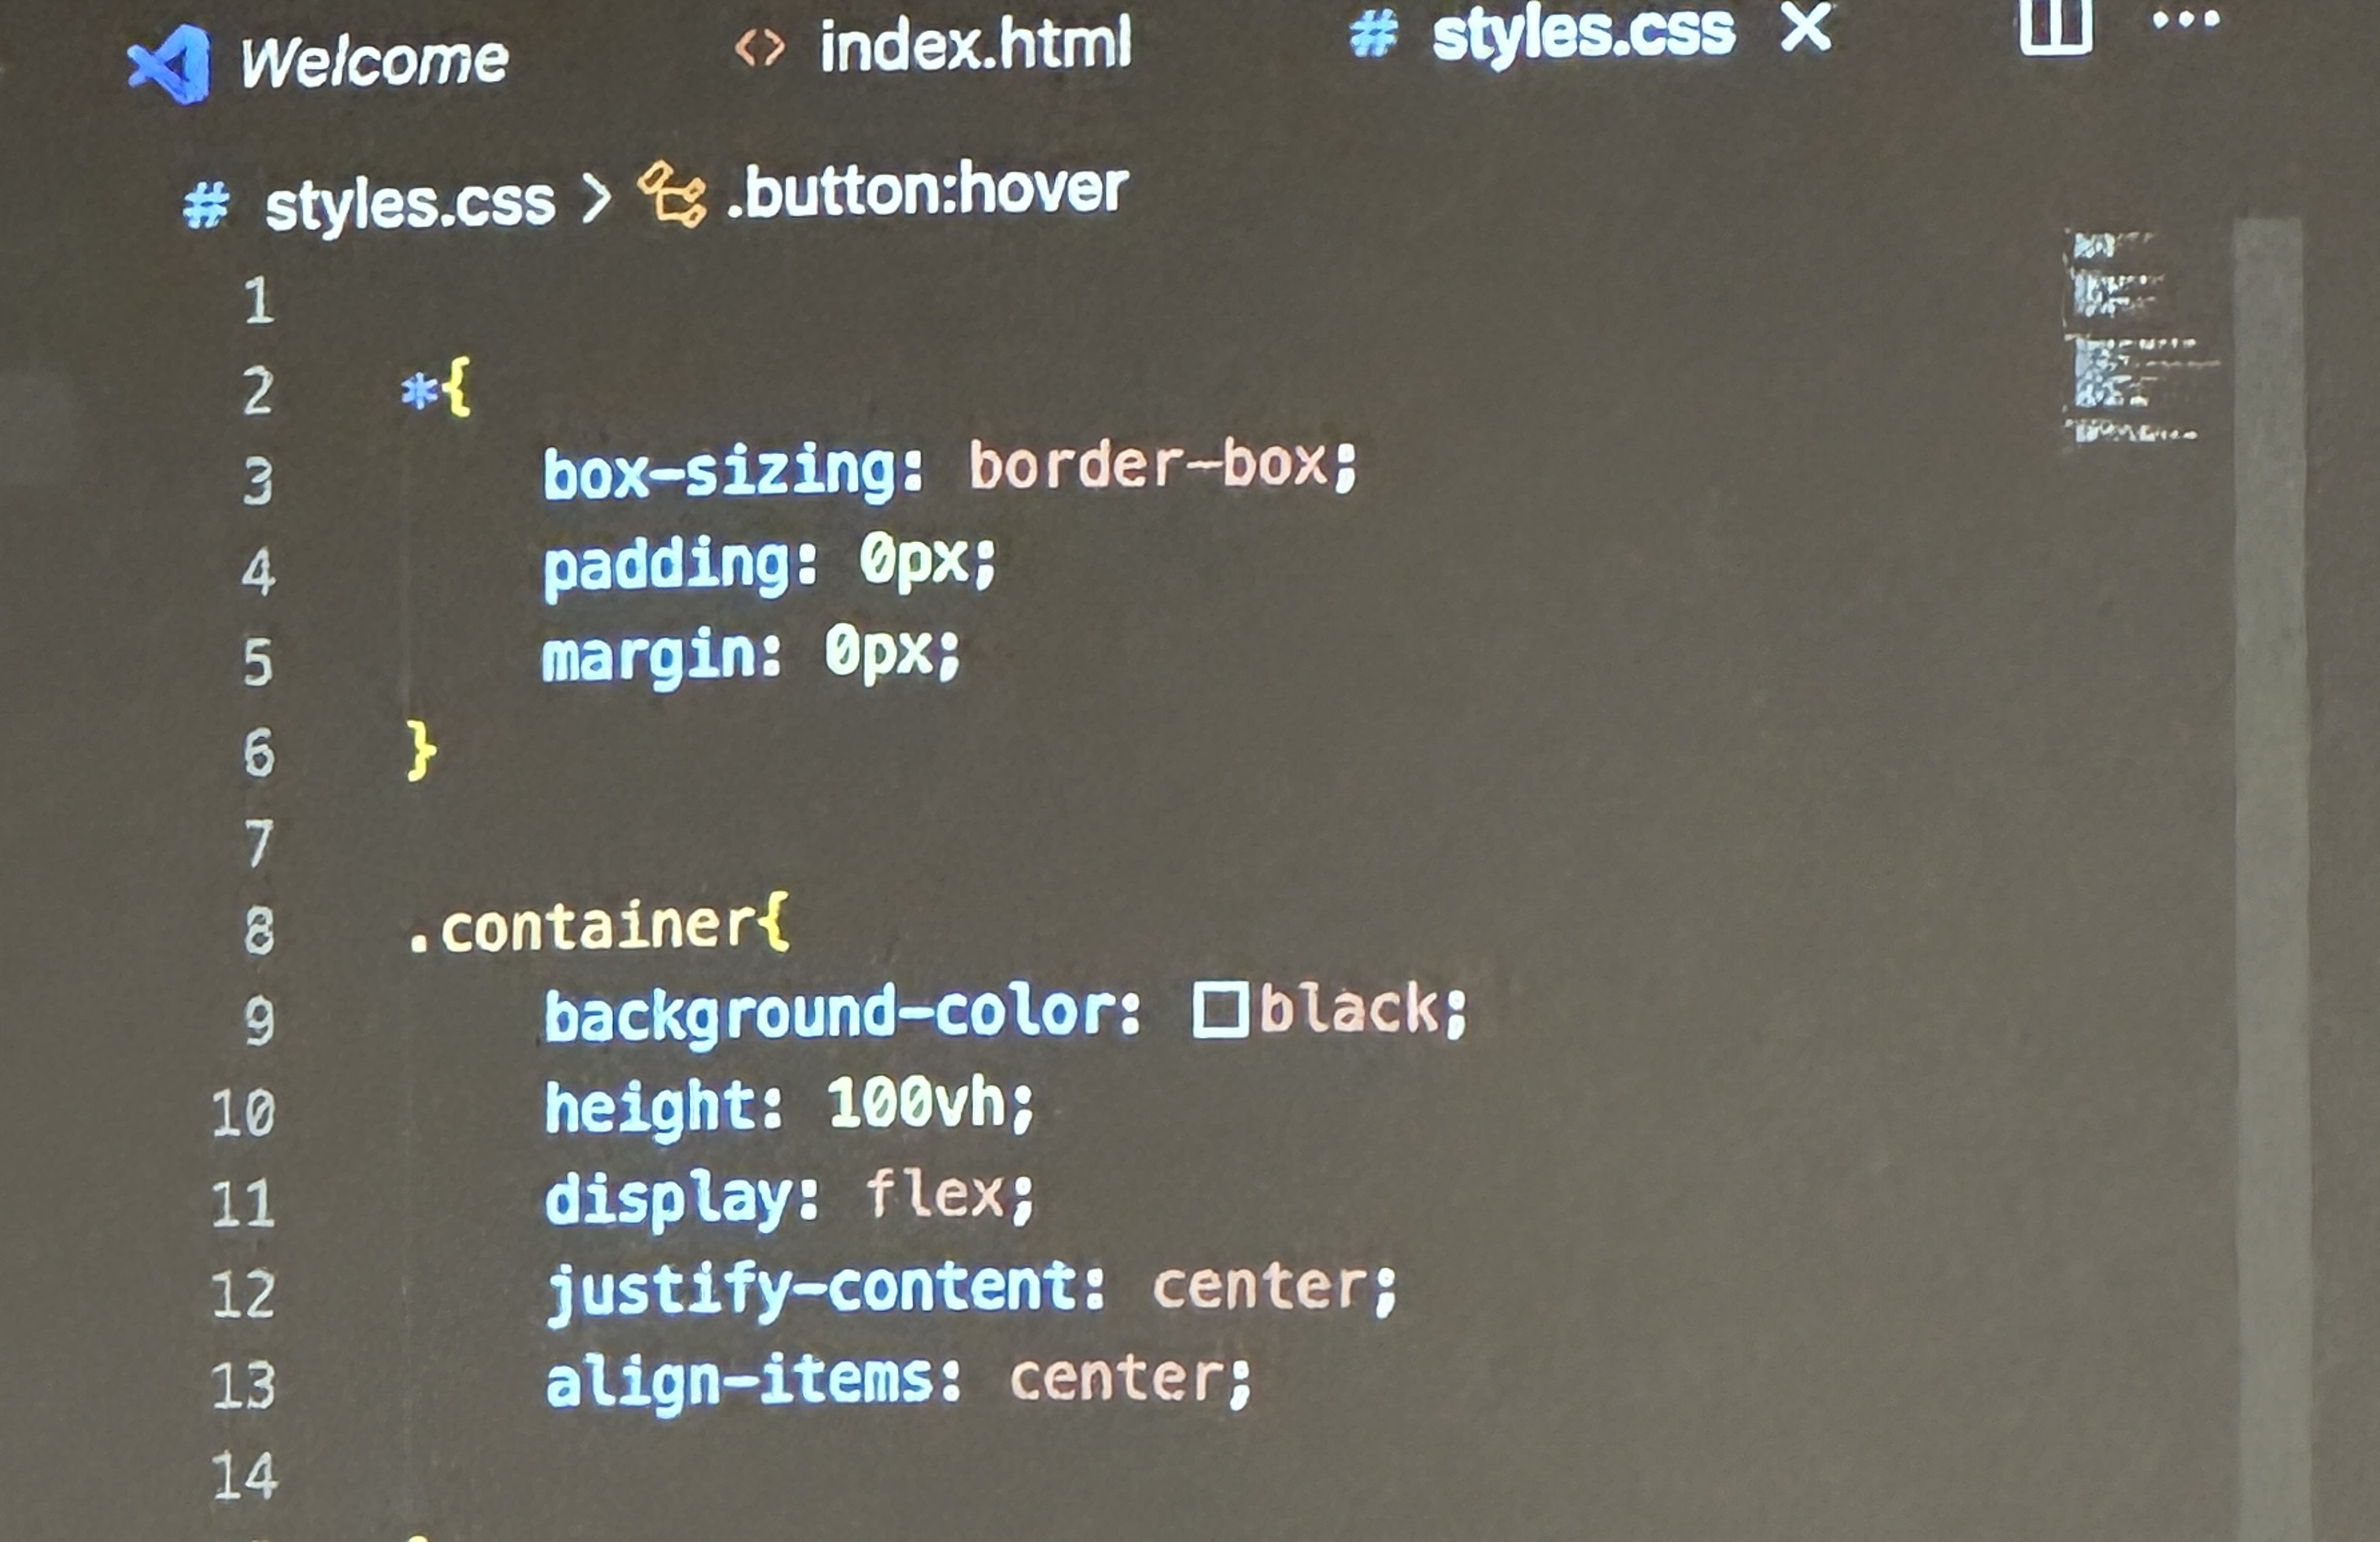 Welcome
index.html
styles.css
styles.css > .button:hover
1
2 *{
3 box-sizing: border-box;
4 padding: 0px;
5 margin: 0px;
6 }
7
8 .container{
9 background-color: black;
10 height: 100vh;
11 display: flex;
12 justify-content: center;
13 align-items: center;
14